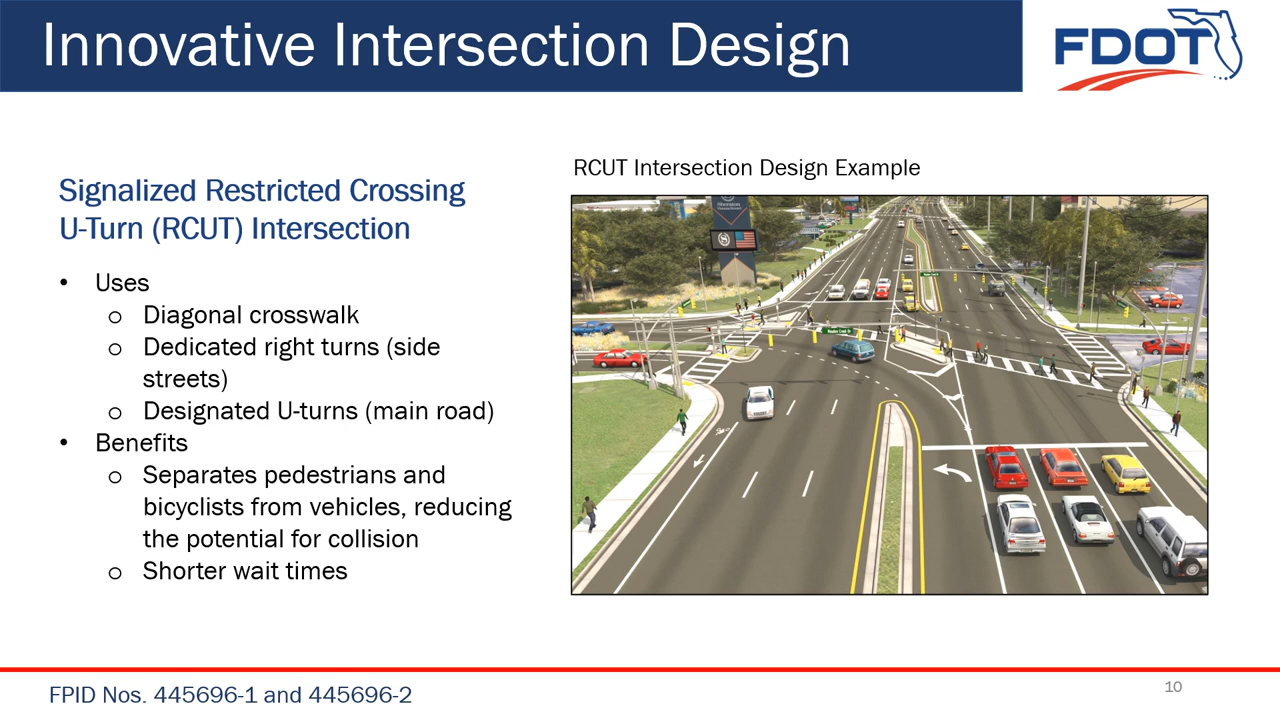 Innovative Intersection Design
FDOT
Signalized Restricted Crossing
U-Turn (RCUT) Intersection
• Uses
o Diagonal crosswalk
o Dedicated right turns (side
streets)
o Designated U-turns (main road)
• Benefits
o Separates pedestrians and
bicyclists from vehicles, reducing
the potential for collision
o Shorter wait times
RCUT Intersection Design Example
FPID Nos. 445696-1 and 445696-2
10